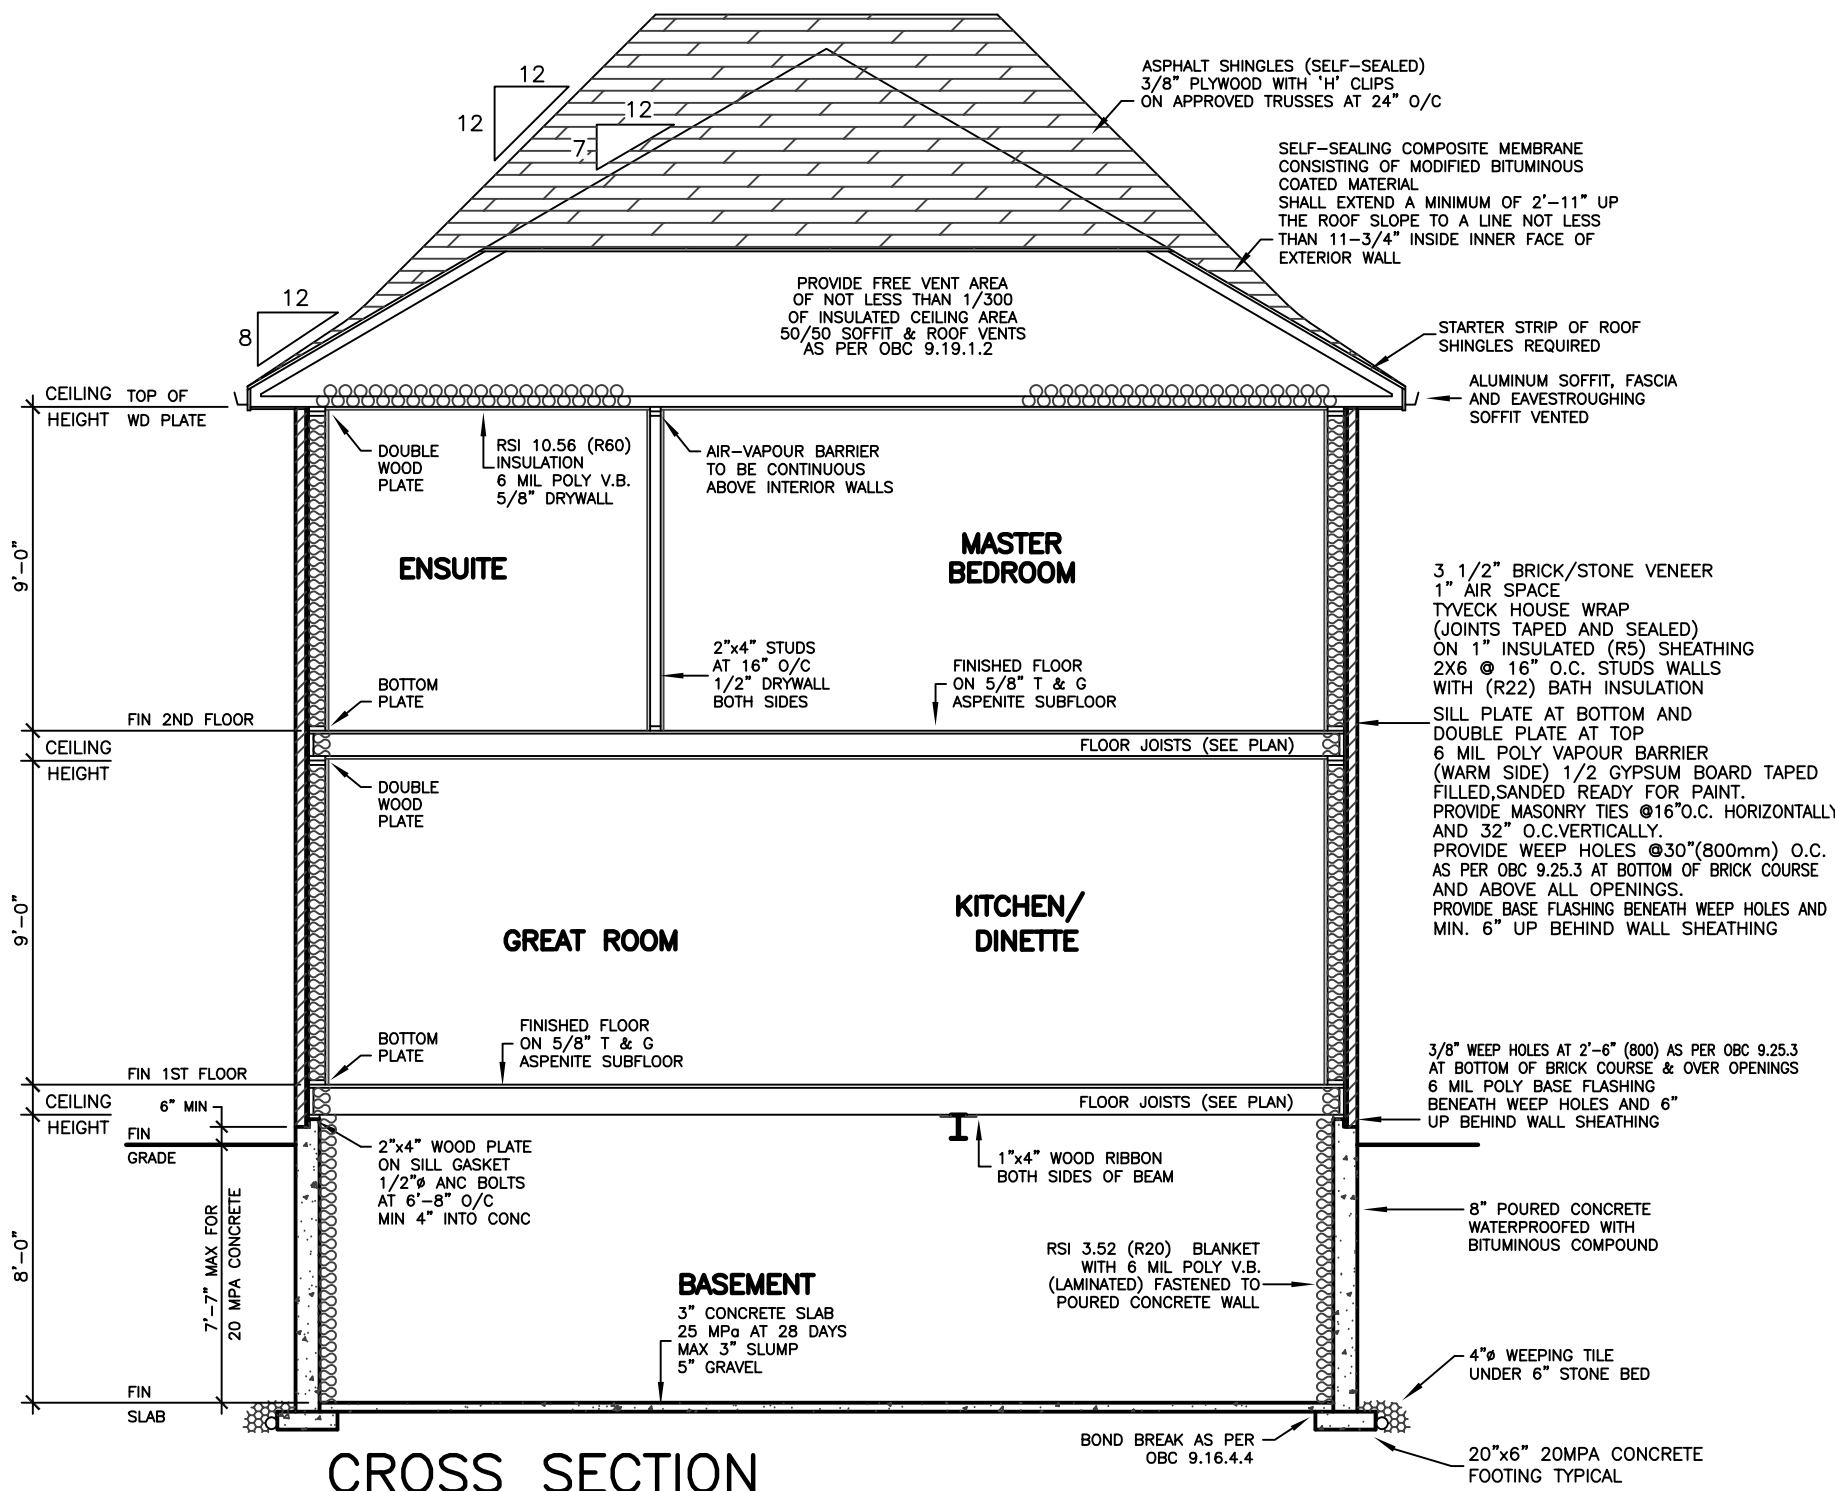 12
12
12
7
12
8
ASPHALT SHINGLES (SELF-SEALED)
3/8" PLYWOOD WITH 'H' CLIPS
ON APPROVED TRUSSES AT 24" O/C
SELF-SEALING COMPOSITE MEMBRANE
CONSISTING OF MODIFIED BITUMINOUS
COATED MATERIAL
SHALL EXTEND A MINIMUM OF 2'-11" UP
THE ROOF SLOPE TO A LINE NOT LESS
THAN 11-3/4" INSIDE INNER FACE OF
EXTERIOR WALL
PROVIDE FREE VENT AREA
OF NOT LESS THAN 1/300
OF INSULATED CEILING AREA
50/50 SOFFIT & ROOF VENTS
AS PER OBC 9.19.1.2
STARTER STRIP OF ROOF
SHINGLES REQUIRED
ALUMINUM SOFFIT, FASCIA
AND EAVESTROUGHING
SOFFIT VENTED
CEILING
HEIGHT
TOP OF
WD PLATE
DOUBLE
WOOD
PLATE
RSI 10.56 (R60)
INSULATION
6 MIL POLY V.B.
5/8" DRYWALL
AIR-VAPOUR BARRIER
TO BE CONTINUOUS
ABOVE INTERIOR WALLS
9'-0"
ENSUITE
MASTER
BEDROOM
BOTTOM
PLATE
2"x4" STUDS
AT 16" O/C
1/2" DRYWALL
BOTH SIDES
FINISHED FLOOR
ON 5/8" T & G
ASPENITE SUBFLOOR
3 1/2" BRICK/STONE VENEER
1" AIR SPACE
TYVECK HOUSE WRAP
(JOINTS TAPED AND SEALED)
ON 1" INSULATED (R5) SHEATHING
2X6 @ 16" O.C. STUDS WALLS
WITH (R22) BATH INSULATION
SILL PLATE AT BOTTOM AND
DOUBLE PLATE AT TOP
6 MIL POLY VAPOUR BARRIER
(WARM SIDE) 1/2 GYPSUM BOARD TAPED
FILLED,SANDED READY FOR PAINT.
PROVIDE MASONRY TIES @16"O.C. HORIZONTALLY
AND 32" O.C.VERTICALLY.
PROVIDE WEEP HOLES @30"(800mm) O.C.
AS PER OBC 9.25.3 AT BOTTOM OF BRICK COURSE
AND ABOVE ALL OPENINGS.
PROVIDE BASE FLASHING BENEATH WEEP HOLES AND
MIN. 6" UP BEHIND WALL SHEATHING
FIN 2ND FLOOR
CEILING
HEIGHT
FLOOR JOISTS (SEE PLAN)
DOUBLE
WOOD
PLATE
9'-0"
GREAT ROOM
KITCHEN/
DINETTE
BOTTOM
PLATE
FINISHED FLOOR
ON 5/8" T & G
ASPENITE SUBFLOOR
FIN 1ST FLOOR
CEILING
HEIGHT
6" MIN
FIN
GRADE
FLOOR JOISTS (SEE PLAN)
3/8" WEEP HOLES AT 2'-6" (800) AS PER OBC 9.25.3
AT BOTTOM OF BRICK COURSE & OVER OPENINGS
6 MIL POLY BASE FLASHING
BENEATH WEEP HOLES AND 6"
UP BEHIND WALL SHEATHING
2"x4" WOOD PLATE
ON SILL GASKET
1/2"ø ANC BOLTS
AT 6'-8" O/C
MIN 4" INTO CONC
1"x4" WOOD RIBBON
BOTH SIDES OF BEAM
8'-0"
7'-7" MAX FOR
20 MPA CONCRETE
8" POURED CONCRETE
WATERPROOFED WITH
BITUMINOUS COMPOUND
RSI 3.52 (R20) BLANKET
WITH 6 MIL POLY V.B.
(LAMINATED) FASTENED TO
POURED CONCRETE WALL
BASEMENT
3" CONCRETE SLAB
25 MPa AT 28 DAYS
MAX 3" SLUMP
5" GRAVEL
4"ø WEEPING TILE
UNDER 6" STONE BED
FIN
SLAB
BOND BREAK AS PER
OBC 9.16.4.4
20"x6" 20MPA CONCRETE
FOOTING TYPICAL
CROSS SECTION